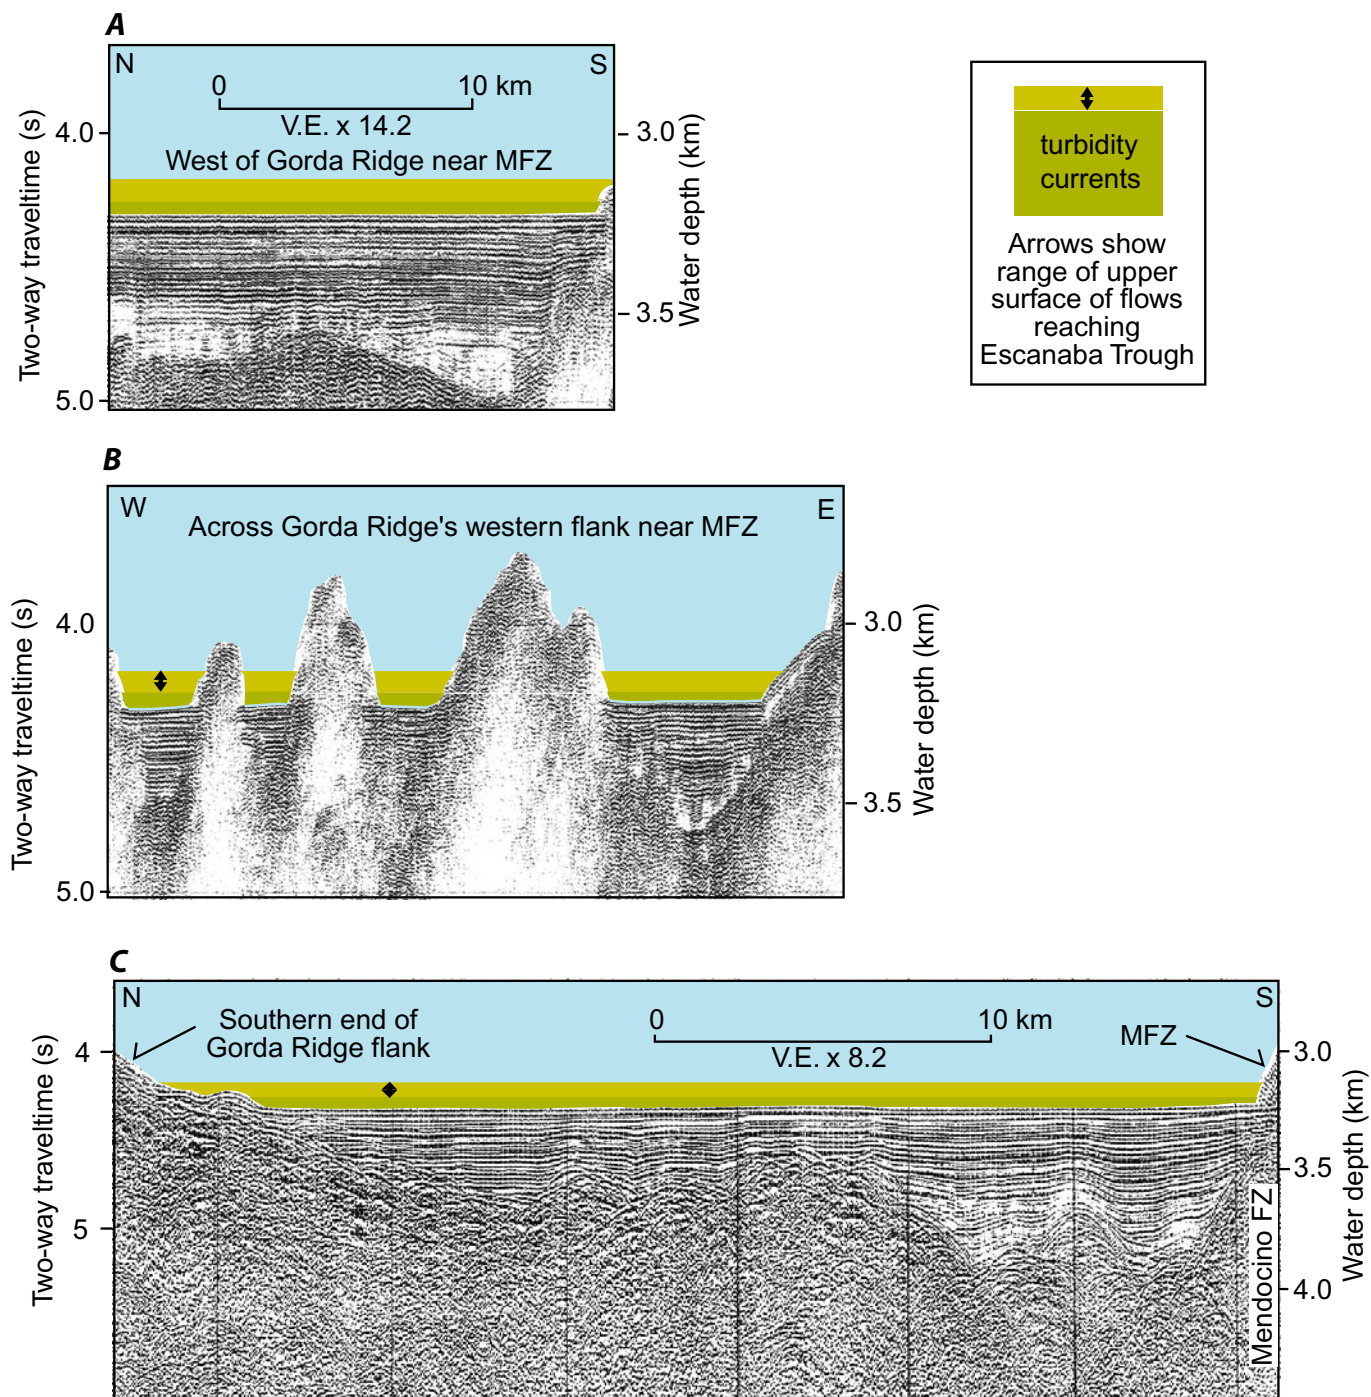 A
N
S
0
10 km
V.E. x 14.2
West of Gorda Ridge near MFZ
Two-way traveltime (s)
4.0
5.0
3.0
3.5
Water depth (km)
turbidity
currents
Arrows show
range of upper
surface of flows
reaching
Escanaba Trough
B
W
E
Across Gorda Ridge's western flank near MFZ
Two-way traveltime (s)
4.0
5.0
3.0
3.5
Water depth (km)
C
N
S
Southern end of
Gorda Ridge flank
0
10 km
V.E. x 8.2
MFZ
Two-way traveltime (s)
4
5
3.0
3.5
4.0
Water depth (km)
Mendocino FZ